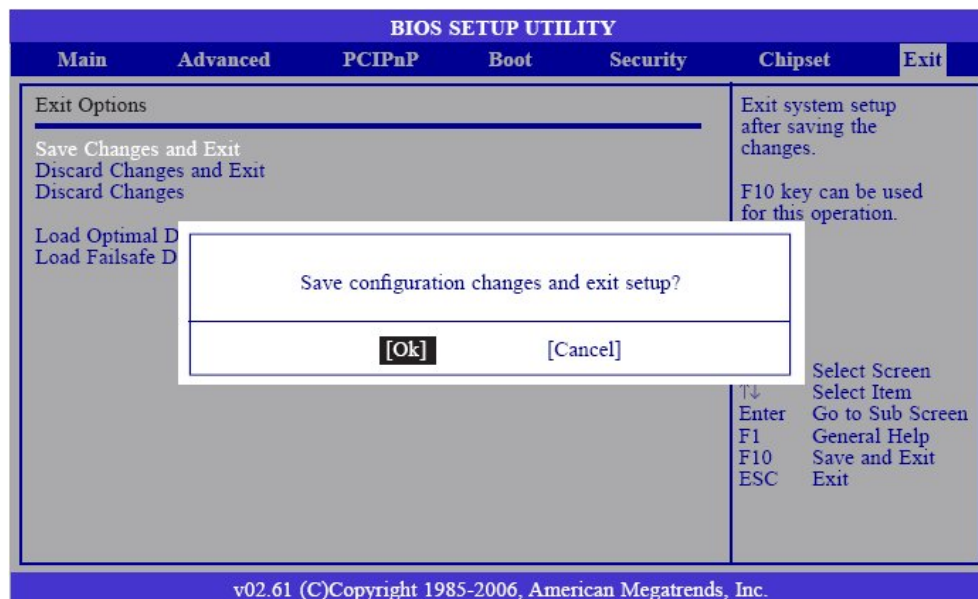 BIOS SETUP UTILITY
Main Advanced PCIPnP Boot Security Chipset Exit
Exit Options
Save Changes and Exit
Discard Changes and Exit
Discard Changes
Load Optimal D
Load Failsafe D
Exit system setup
after saving the
changes.
F10 key can be used
for this operation.
Save configuration changes and exit setup?
[Ok] [Cancel]
Select Screen
↑↓ Select Item
Enter Go to Sub Screen
F1 General Help
F10 Save and Exit
ESC Exit
v02.61 (C)Copyright 1985-2006, American Megatrends, Inc.